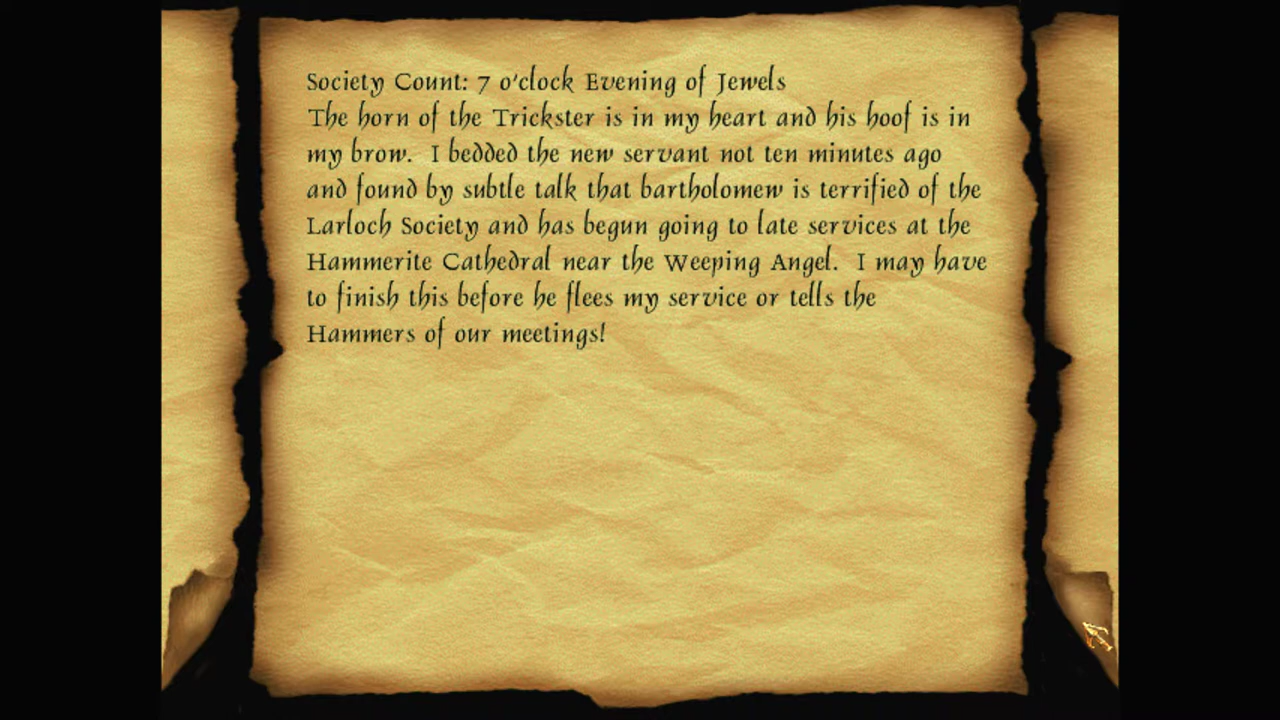 Society Count: 7 o'clock Evening of Jewels
The horn of the Trickster is in my heart and his hoof is in
my brow. I bedded the new servant not ten minutes ago
and found by subtle talk that bartholomew is terrified of the
Larloch Society and has begun going to late services at the
Hammerite Cathedral near the Weeping Angel. I may have
to finish this before he flees my service or tells the
Hammers of our meetings!